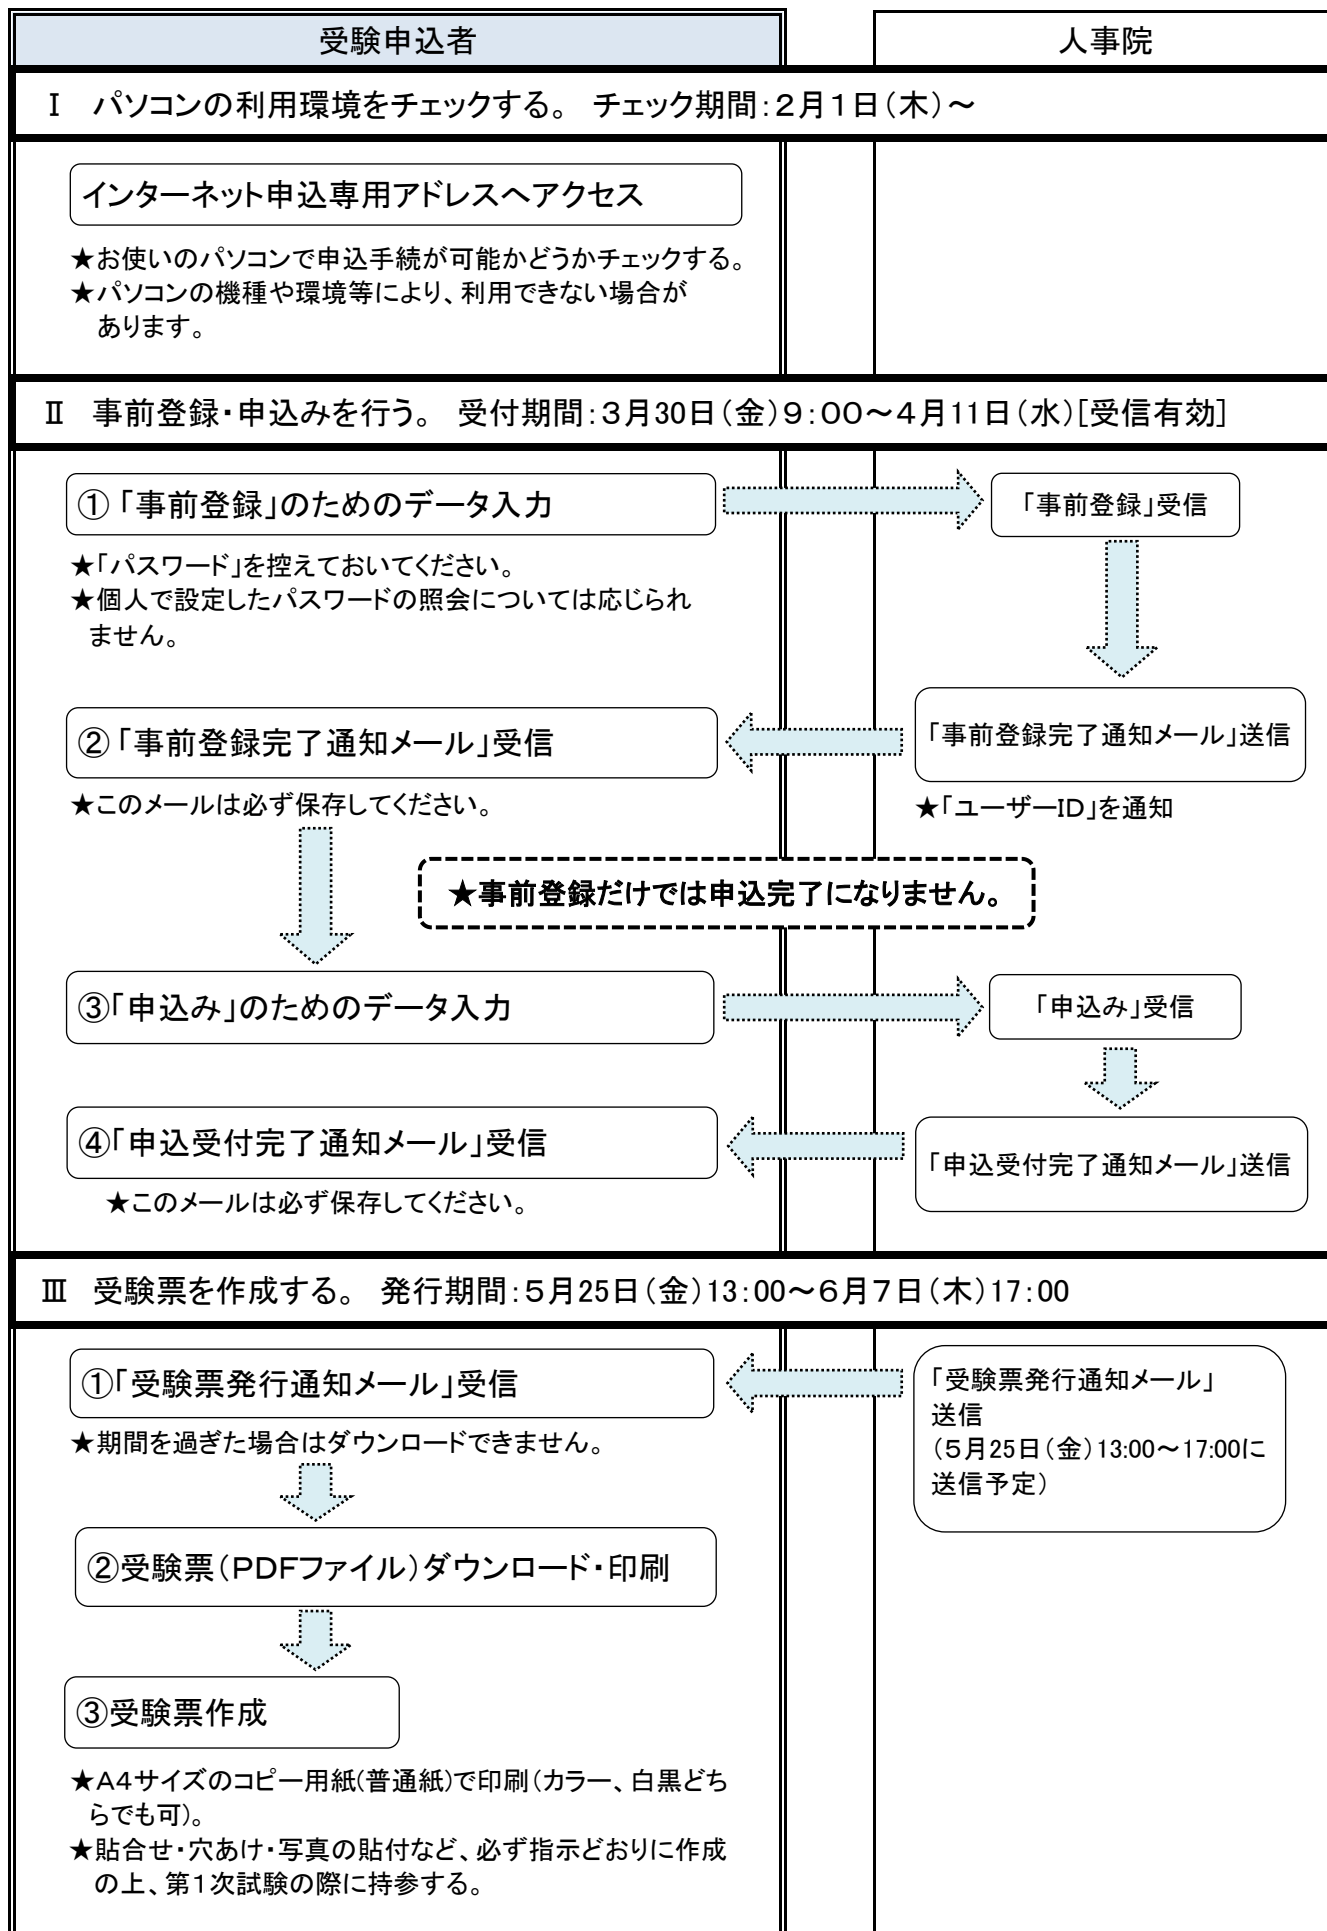 受験申込者
人事院
Ⅰ　パソコンの利用環境をチェックする。　チェック期間：２月１日（木）～
インターネット申込専用アドレスへアクセス
★お使いのパソコンで申込手続が可能かどうかチェックする。
★パソコンの機種や環境等により、利用できない場合が
あります。
Ⅱ　事前登録・申込みを行う。　受付期間：３月30日（金）９：００～４月11日（水）［受信有効］
①「事前登録」のためのデータ入力
「事前登録」受信
★「パスワード」を控えておいてください。
★個人で設定したパスワードの照会については応じられ
ません。
②「事前登録完了通知メール」受信
「事前登録完了通知メール」送信
★このメールは必ず保存してください。
★「ユーザーID」を通知
★事前登録だけでは申込完了になりません。
③「申込み」のためのデータ入力
「申込み」受信
④「申込受付完了通知メール」受信
「申込受付完了通知メール」送信
★このメールは必ず保存してください。
Ⅲ　受験票を作成する。　発行期間：５月25日（金）13：00～６月７日（木）17：00
①「受験票発行通知メール」受信
「受験票発行通知メール」
送信
（５月25日（金）13:00～17:00に
送信予定）
★期間を過ぎた場合はダウンロードできません。
②受験票（ＰＤＦファイル）ダウンロード・印刷
③受験票作成
★Ａ４サイズのコピー用紙(普通紙)で印刷（カラー、白黒どち
らでも可）。
★貼合せ・穴あけ・写真の貼付など、必ず指示どおりに作成
の上、第１次試験の際に持参する。